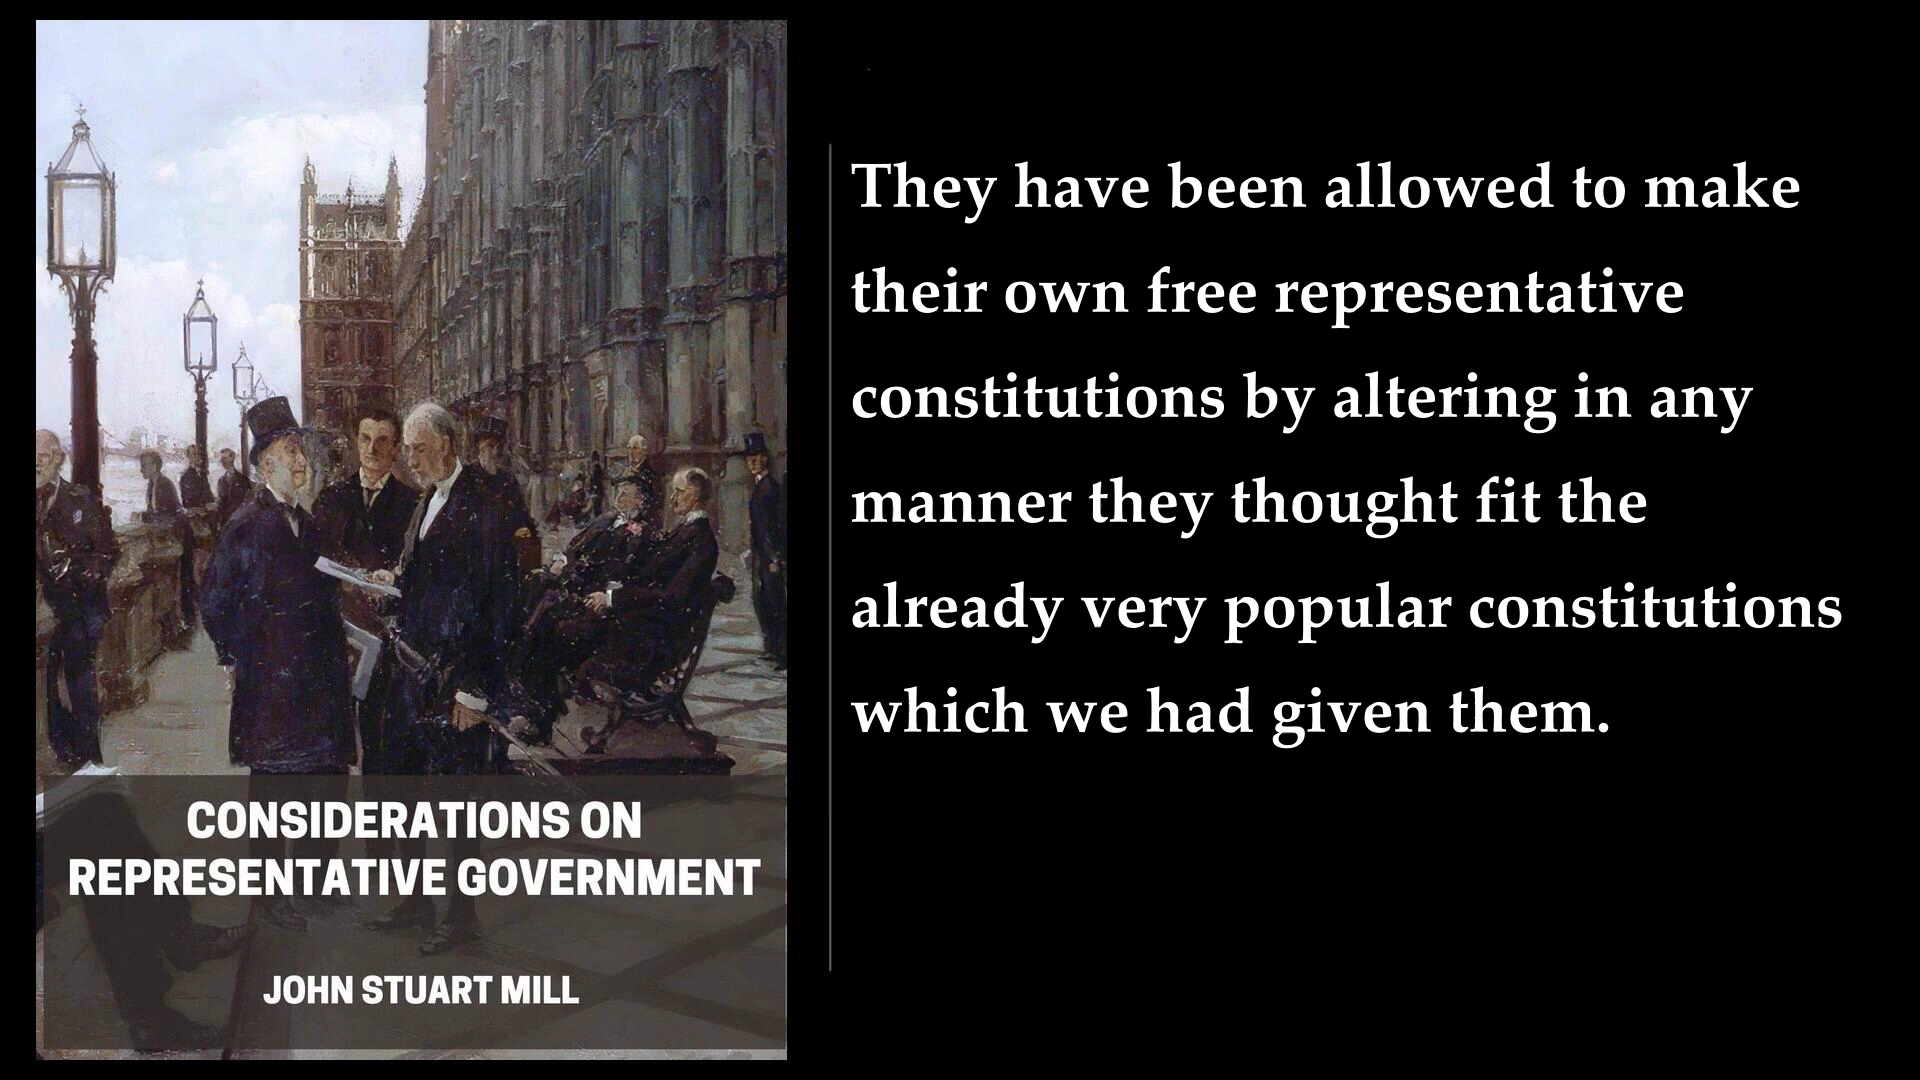 They have been allowed to make
their own free representative
constitutions by altering in any
manner they thought fit the
already very popular constitutions
which we had given them.
CONSIDERATIONS ON
REPRESENTATIVE GOVERNMENT
JOHN STUART MILL